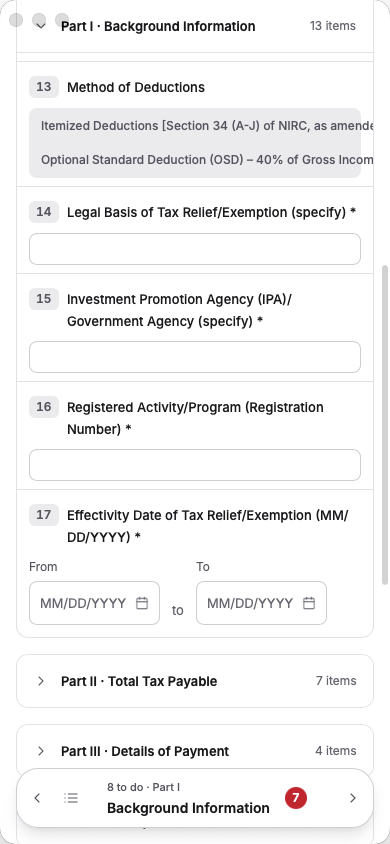 Part I · Background Information 13 items
13 Method of Deductions
Itemized Deductions [Section 34 (A-J) of NIRC, as amende
Optional Standard Deduction (OSD) – 40% of Gross Incom
14 Legal Basis of Tax Relief/Exemption (specify) *
15 Investment Promotion Agency (IPA)/
Government Agency (specify) *
16 Registered Activity/Program (Registration
Number) *
17 Effectivity Date of Tax Relief/Exemption (MM/
DD/YYYY) *
From To
MM/DD/YYYY to MM/DD/YYYY
Part II · Total Tax Payable 7 items
Part III · Details of Payment 4 items
8 to do · Part I
Background Information 7